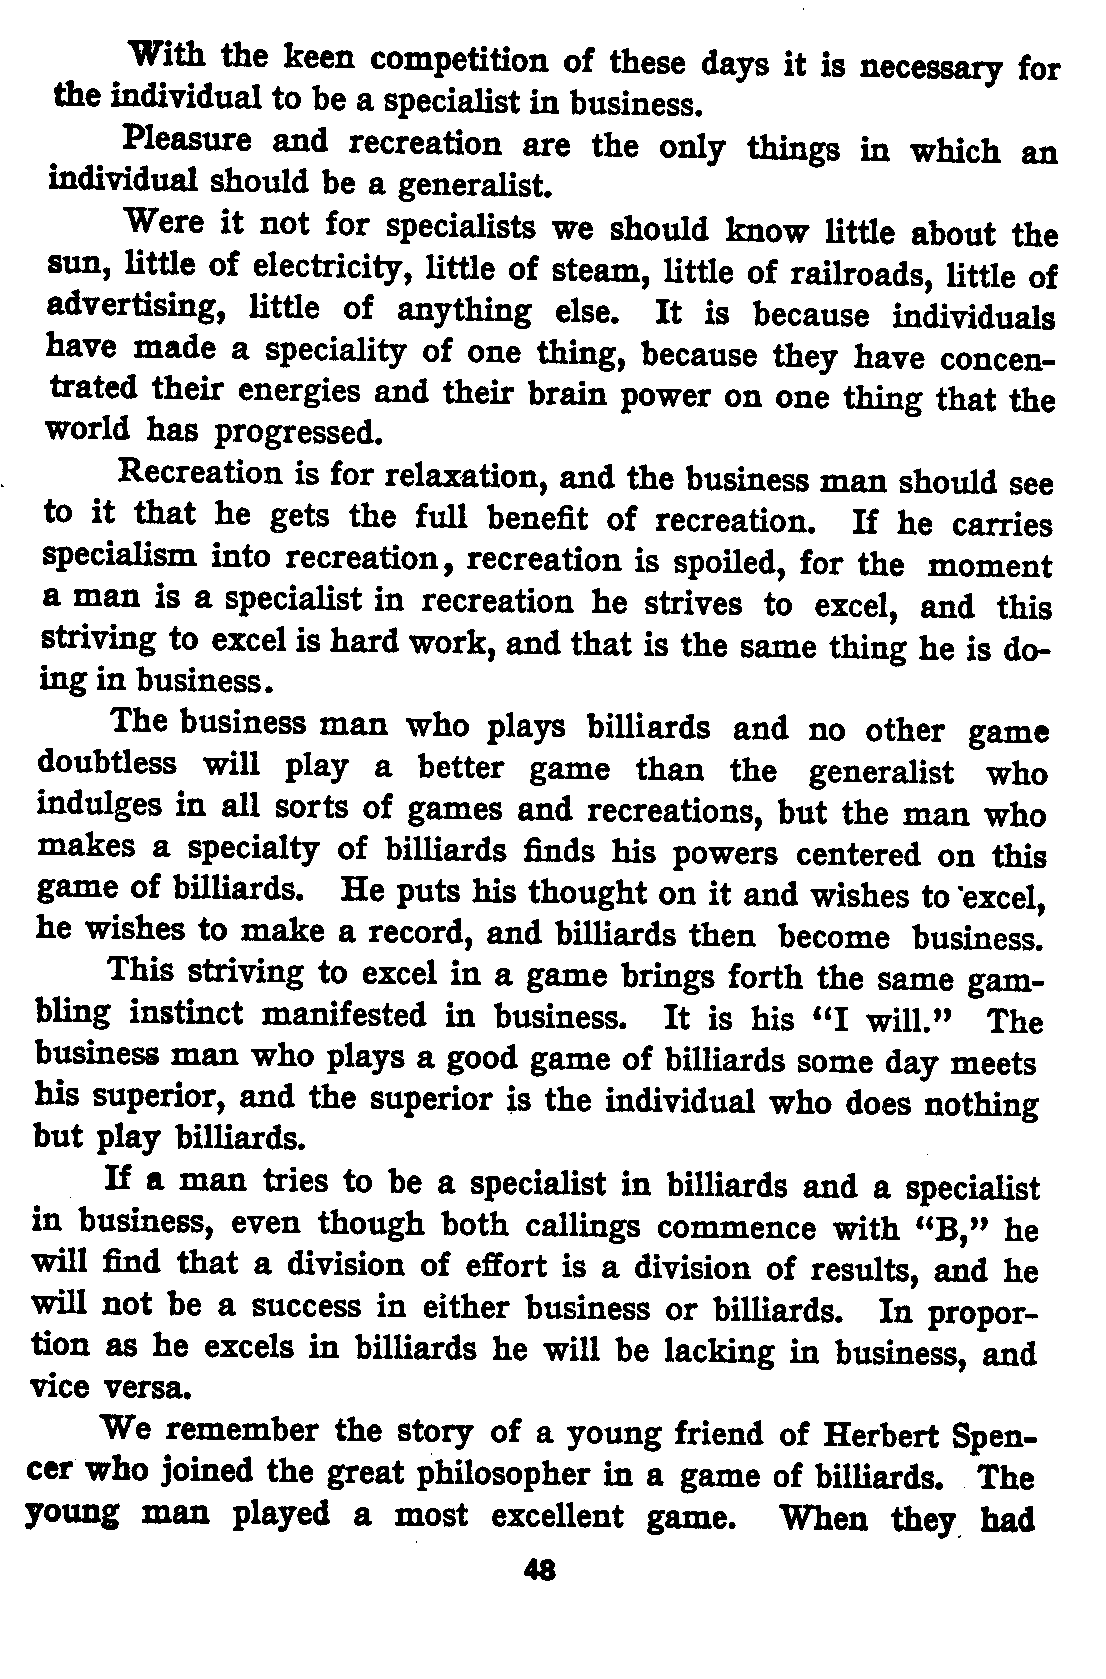 With the keen competition of these days it is necessary for
the individual to be a specialist in business.
Pleasure and recreation are the only things in which an
individual should be a generalist.
Were it not for specialists we should know little about the
sun, little of electricity, little of steam, little of railroads, little of
advertising, little of anything else. It is because individuals
have made a speciality of one thing, because they have concen-
trated their energies and their brain power on one thing that the
world has progressed.
Recreation is for relaxation, and the business man should see
to it that he gets the full benefit of recreation. If he carries
specialism into recreation, recreation is spoiled, for the moment
a man is a specialist in recreation he strives to excel, and this
striving to excel is hard work, and that is the same thing he is do-
ing in business.
The business man who plays billiards and no other game
doubtless will play a better game than the generalist who
indulges in all sorts of games and recreations, but the man who
makes a specialty of billiards finds his powers centered on this
game of billiards. He puts his thought on it and wishes to excel,
he wishes to make a record, and billiards then become business.
This striving to excel in a game brings forth the same gam-
bling instinct manifested in business. It is his “I will.” The
business man who plays a good game of billiards some day meets
his superior, and the superior is the individual who does nothing
but play billiards.
If a man tries to be a specialist in billiards and a specialist
in business, even though both callings commence with “B,” he
will find that a division of effort is a division of results, and he
will not be a success in either business or billiards. In propor-
tion as he excels in billiards he will be lacking in business, and
vice versa.
We remember the story of a young friend of Herbert Spen-
cer who joined the great philosopher in a game of billiards. The
young man played a most excellent game. When they had
48